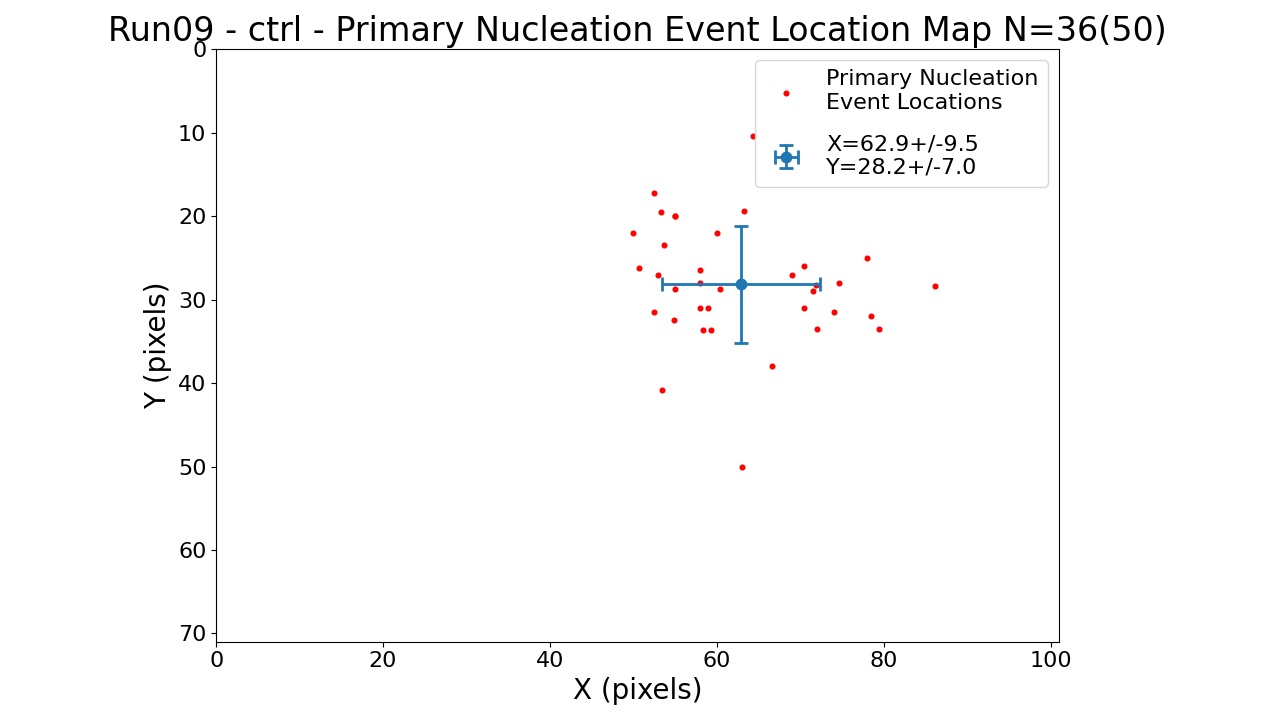 Run09 - ctrl - Primary Nucleation Event Location Map N=36(50)
Primary Nucleation
Event Locations
X=62.9+/-9.5
Y=28.2+/-7.0
Y (pixels)
0
10
20
30
40
50
60
70
0 20 40 60 80 100
X (pixels)